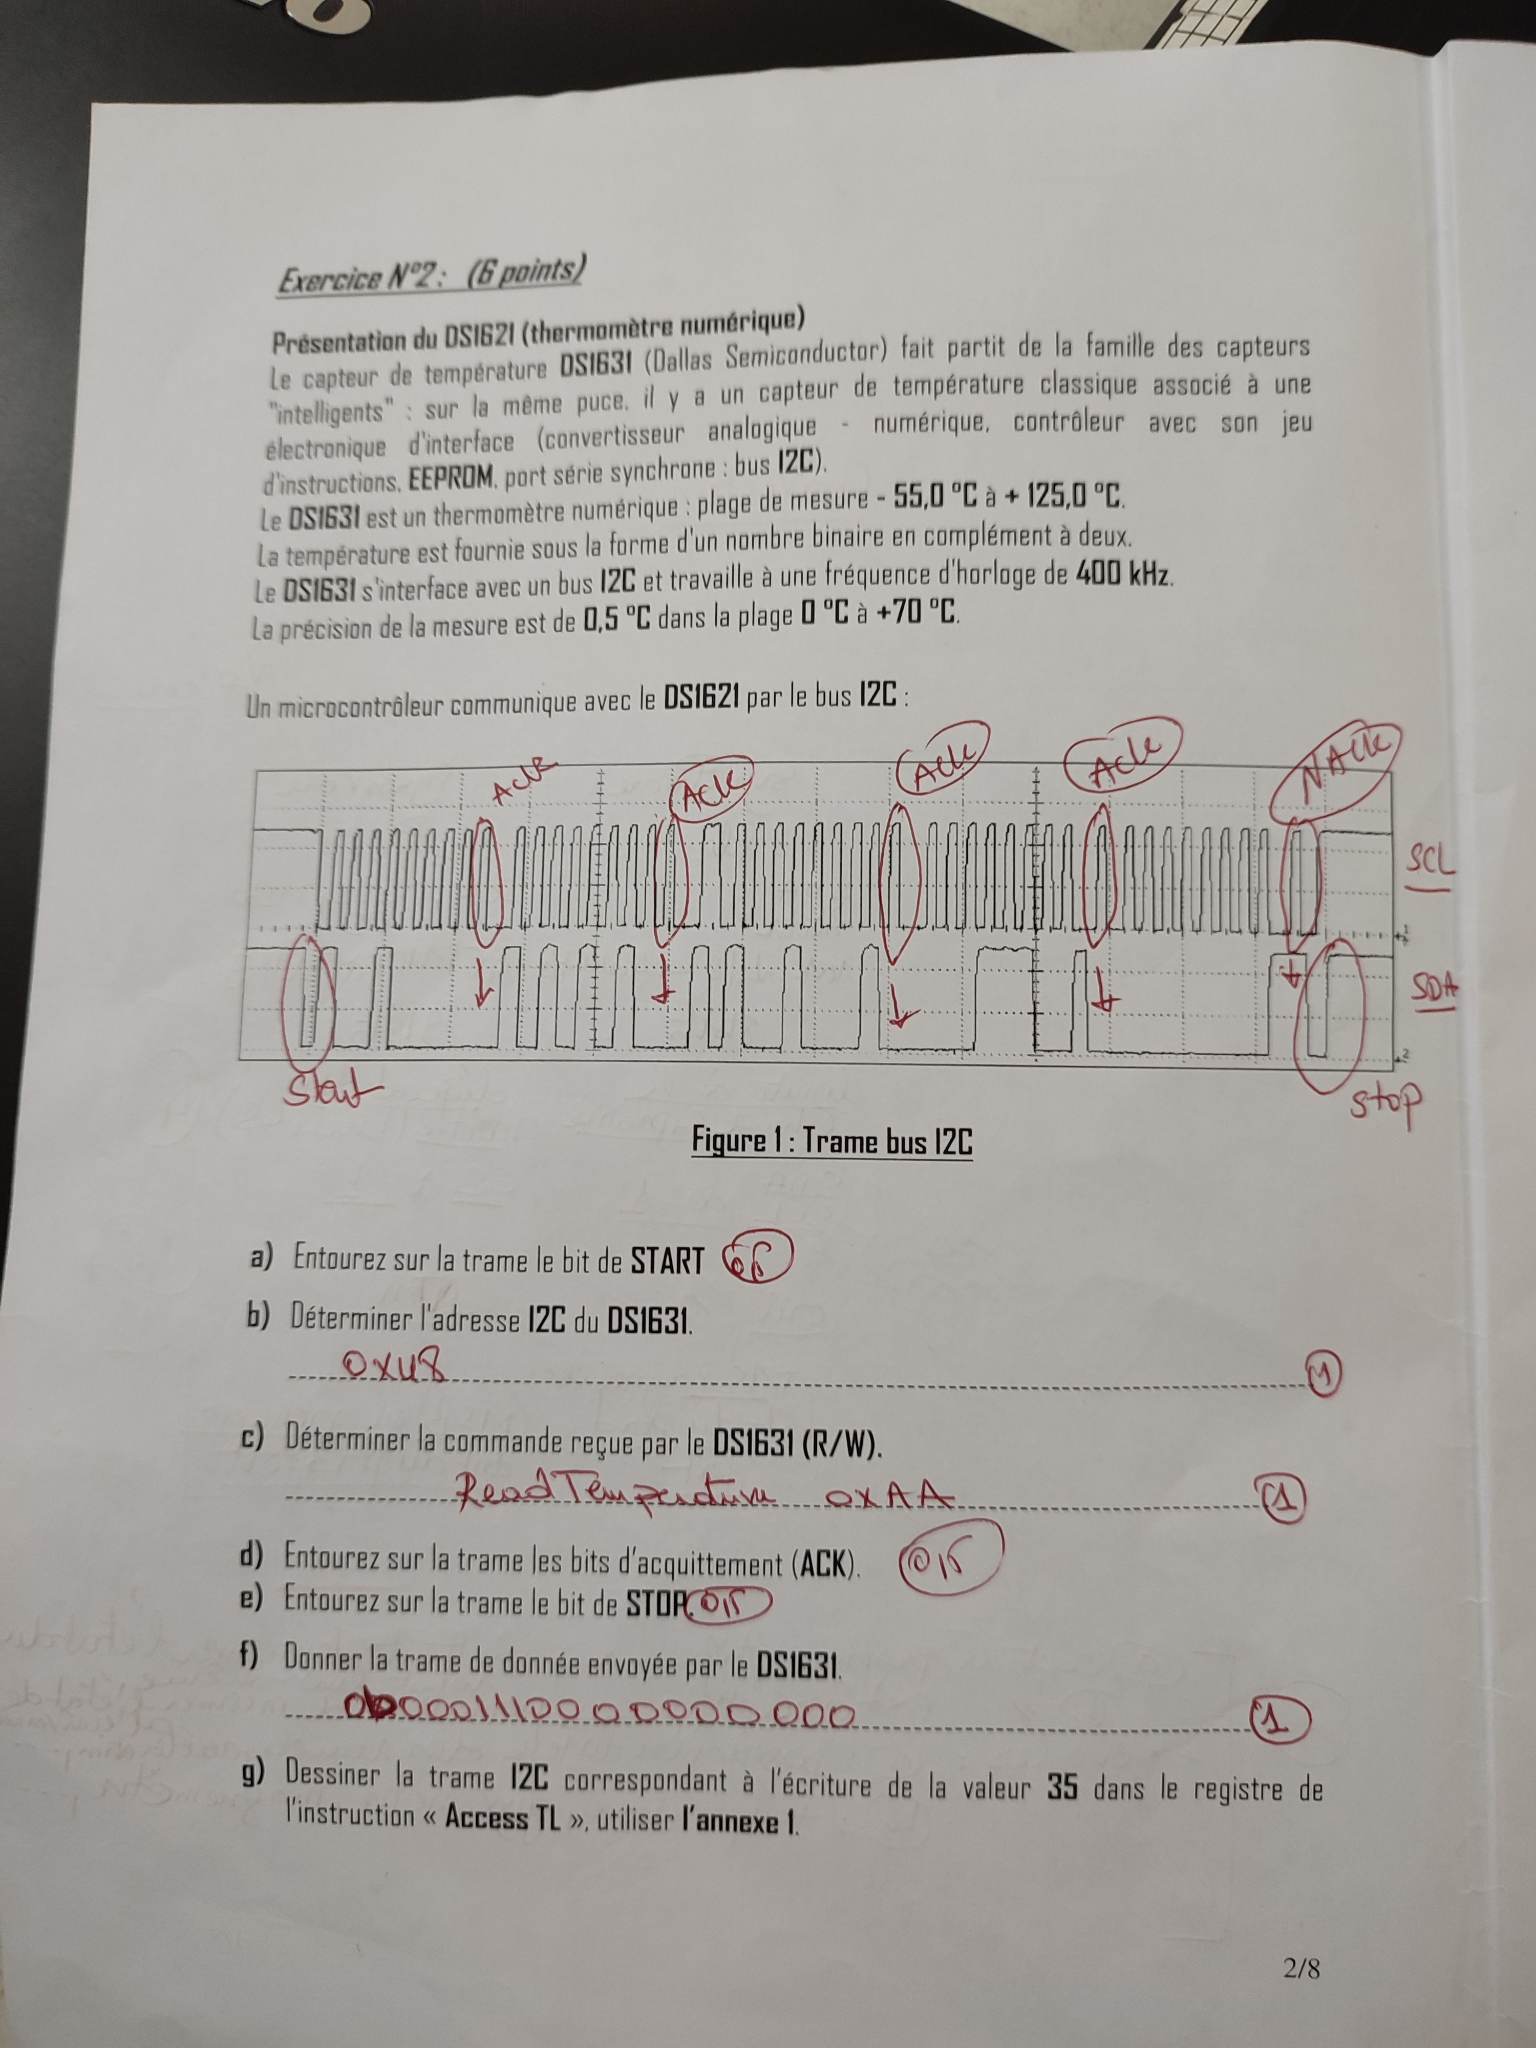 Exercice N°2 : (6 points)
Présentation du DS1621 (thermomètre numérique)
Le capteur de température DS1631 (Dallas Semiconductor) fait partit de la famille des capteurs
"intelligents" : sur la même puce, il y a un capteur de température classique associé à une
électronique d'interface (convertisseur analogique - numérique, contrôleur avec son jeu
d'instructions, EEPROM, port série synchrone : bus I2C).
Le DS1631 est un thermomètre numérique : plage de mesure - 55,0 °C à + 125,0 °C.
La température est fournie sous la forme d'un nombre binaire en complément à deux.
Le DS1631 s'interface avec un bus I2C et travaille à une fréquence d'horloge de 400 kHz.
La précision de la mesure est de 0,5 °C dans la plage 0 °C à +70 °C.
Un microcontrôleur communique avec le DS1621 par le bus I2C :
Ack Ack Ack Ack NACK
SCL
SDA
Start
stop
Figure 1 : Trame bus I2C
a) Entourez sur la trame le bit de START
b) Déterminer l'adresse I2C du DS1631.
0x48 1
c) Déterminer la commande reçue par le DS1631 (R/W).
Read Temperature 0xAA 1
d) Entourez sur la trame les bits d'acquittement (ACK). 0,5
e) Entourez sur la trame le bit de STOP. 0,5
f) Donner la trame de donnée envoyée par le DS1631.
1
g) Dessiner la trame I2C correspondant à l'écriture de la valeur 35 dans le registre de
l'instruction « Access TL », utiliser l'annexe 1.
2/8